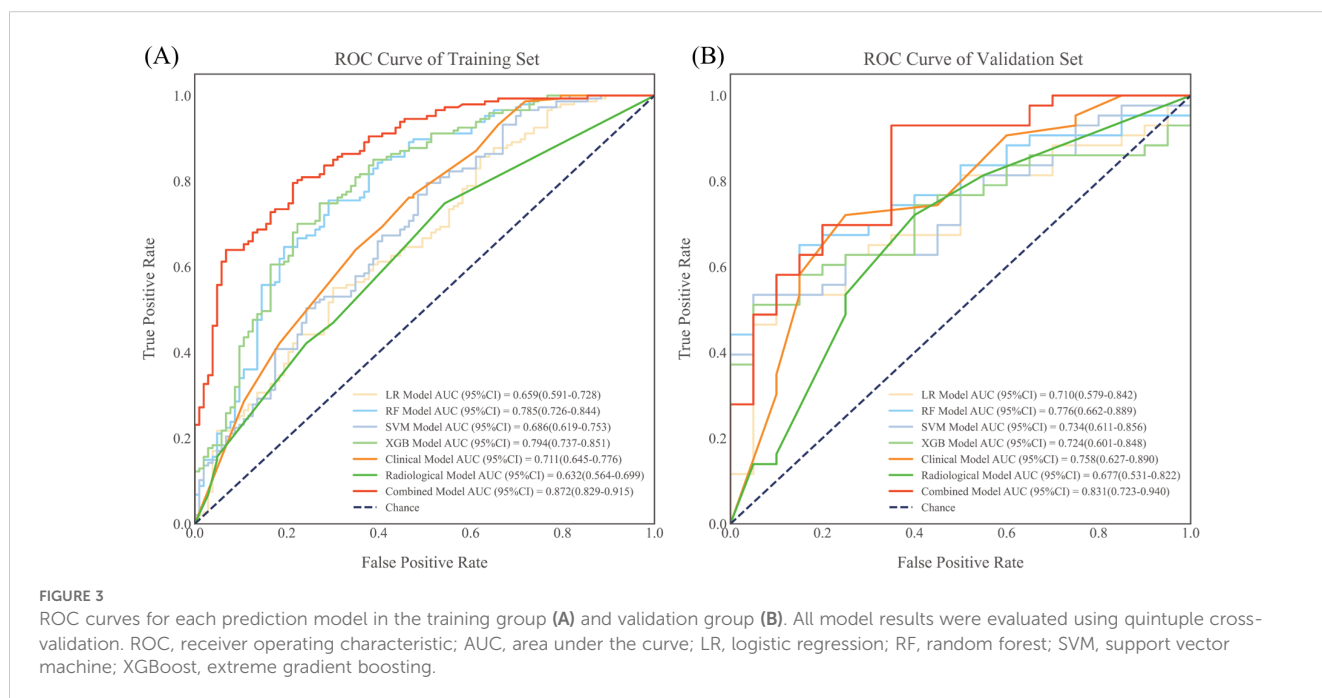 (A)
ROC Curve of Training Set
True Positive Rate
1.0
0.8
0.6
0.4
0.2
0.0
LR Model AUC (95%CI) = 0.659(0.591-0.728)
RF Model AUC (95%CI) = 0.785(0.726-0.844)
SVM Model AUC (95%CI) = 0.686(0.619-0.753)
XGB Model AUC (95%CI) = 0.794(0.737-0.851)
Clinical Model AUC (95%CI) = 0.711(0.645-0.776)
Radiological Model AUC (95%CI) = 0.632(0.564-0.699)
Combined Model AUC (95%CI) = 0.872(0.829-0.915)
Chance
0.0 0.2 0.4 0.6 0.8 1.0
False Positive Rate
(B)
ROC Curve of Validation Set
True Positive Rate
1.0
0.8
0.6
0.4
0.2
0.0
LR Model AUC (95%CI) = 0.710(0.579-0.842)
RF Model AUC (95%CI) = 0.776(0.662-0.889)
SVM Model AUC (95%CI) = 0.734(0.611-0.856)
XGB Model AUC (95%CI) = 0.724(0.601-0.848)
Clinical Model AUC (95%CI) = 0.758(0.627-0.890)
Radiological Model AUC (95%CI) = 0.677(0.531-0.822)
Combined Model AUC (95%CI) = 0.831(0.723-0.940)
Chance
0.0 0.2 0.4 0.6 0.8 1.0
False Positive Rate
FIGURE 3
ROC curves for each prediction model in the training group (A) and validation group (B). All model results were evaluated using quintuple cross-
validation. ROC, receiver operating characteristic; AUC, area under the curve; LR, logistic regression; RF, random forest; SVM, support vector
machine; XGBoost, extreme gradient boosting.